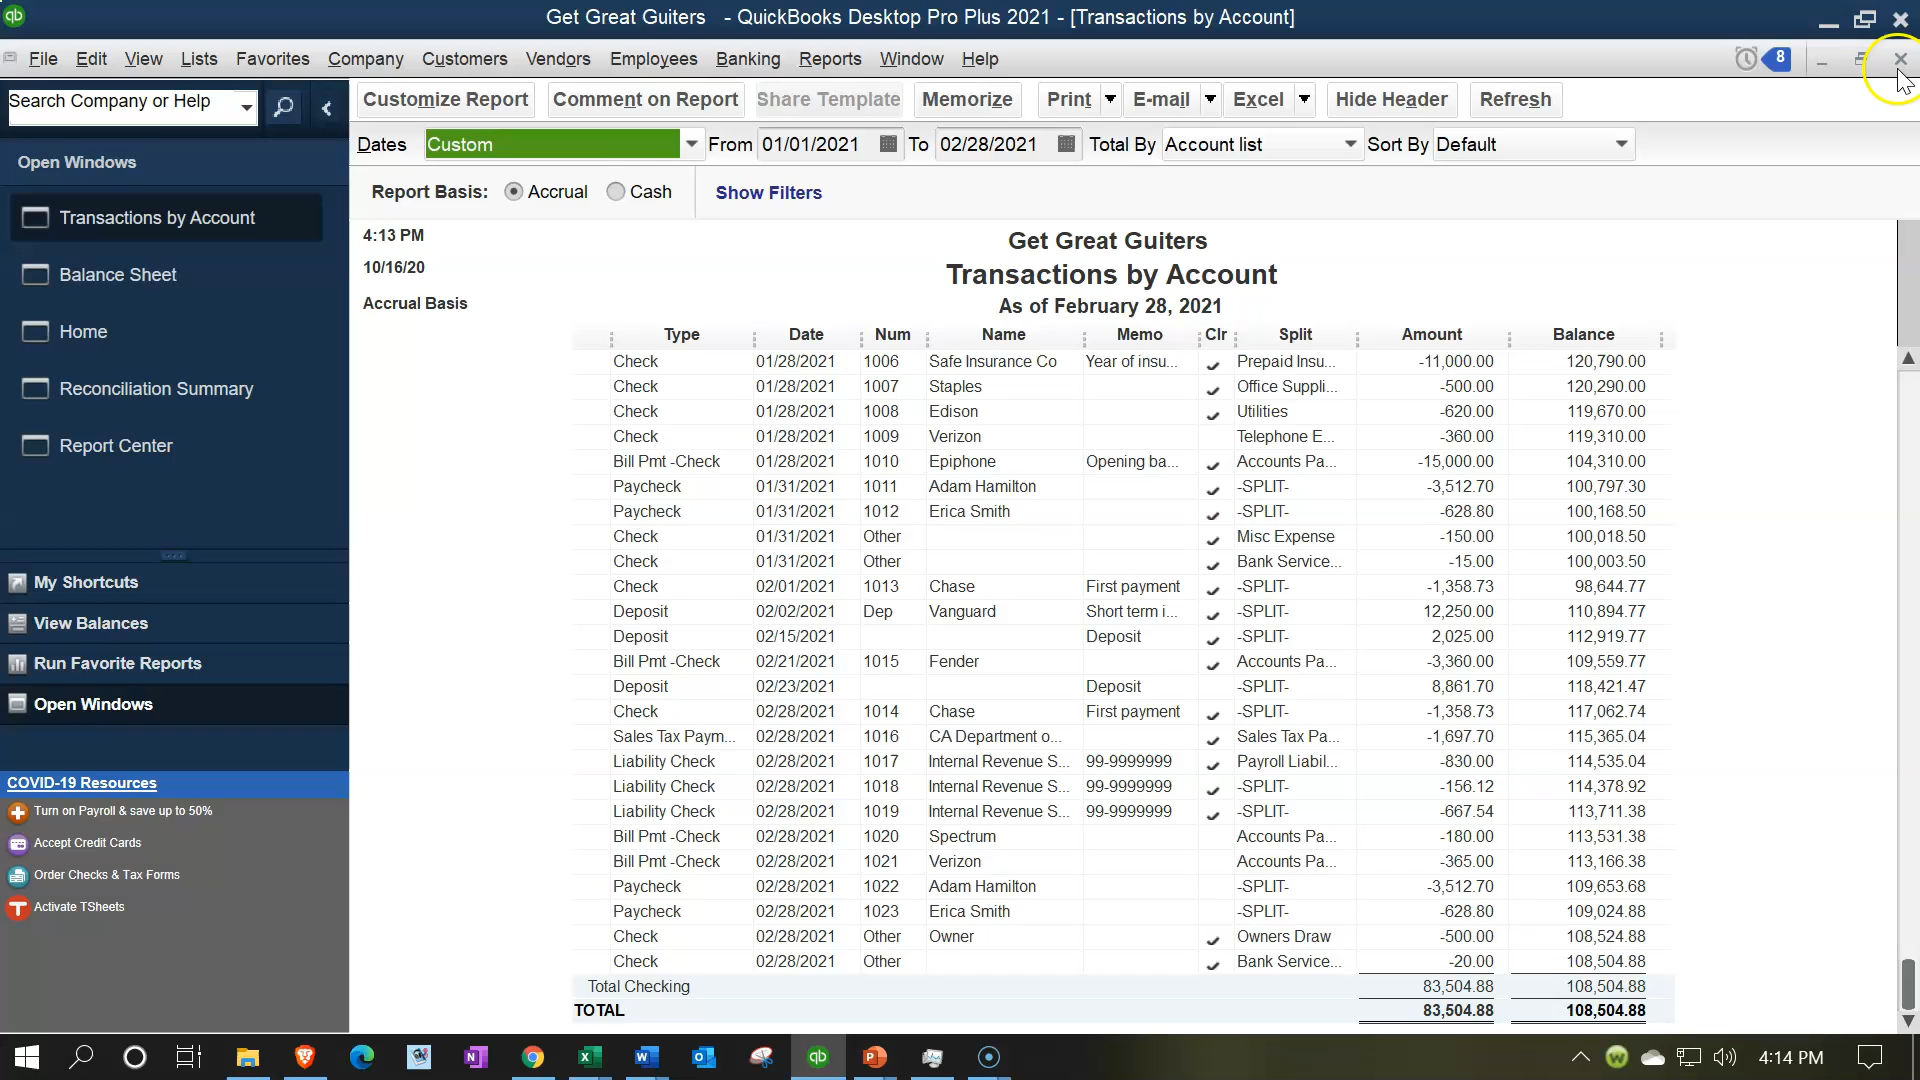 Get Great Guiters - QuickBooks Desktop Pro Plus 2021 - [Transactions by Account]
File Edit View Lists Favorites Company Customers Vendors Employees Banking Reports Window Help 8
Search Company or Help
Customize Report Comment on Report Share Template Memorize Print E-mail Excel Hide Header Refresh
Dates Custom From 01/01/2021 To 02/28/2021 Total By Account list Sort By Default
Report Basis: Accrual Cash Show Filters
Open Windows
Transactions by Account
Balance Sheet
Home
Reconciliation Summary
Report Center
My Shortcuts
View Balances
Run Favorite Reports
Open Windows
COVID-19 Resources
Turn on Payroll & save up to 50%
Accept Credit Cards
Order Checks & Tax Forms
Activate TSheets
4:13 PM
10/16/20
Accrual Basis
Get Great Guiters
Transactions by Account
As of February 28, 2021
Type Date Num Name Memo Clr Split Amount Balance
Check 01/28/2021 1006 Safe Insurance Co Year of insu... Prepaid Insu... -11,000.00 120,790.00
Check 01/28/2021 1007 Staples Office Suppli... -500.00 120,290.00
Check 01/28/2021 1008 Edison Utilities -620.00 119,670.00
Check 01/28/2021 1009 Verizon Telephone E... -360.00 119,310.00
Bill Pmt -Check 01/28/2021 1010 Epiphone Opening ba... Accounts Pa... -15,000.00 104,310.00
Paycheck 01/31/2021 1011 Adam Hamilton -SPLIT- -3,512.70 100,797.30
Paycheck 01/31/2021 1012 Erica Smith -SPLIT- -628.80 100,168.50
Check 01/31/2021 Other Misc Expense -150.00 100,018.50
Check 01/31/2021 Other Bank Service... -15.00 100,003.50
Check 02/01/2021 1013 Chase First payment -SPLIT- -1,358.73 98,644.77
Deposit 02/02/2021 Dep Vanguard Short term i... -SPLIT- 12,250.00 110,894.77
Deposit 02/15/2021 Deposit -SPLIT- 2,025.00 112,919.77
Bill Pmt -Check 02/21/2021 1015 Fender Accounts Pa... -3,360.00 109,559.77
Deposit 02/23/2021 Deposit -SPLIT- 8,861.70 118,421.47
Check 02/28/2021 1014 Chase First payment -SPLIT- -1,358.73 117,062.74
Sales Tax Paym... 02/28/2021 1016 CA Department o... Sales Tax Pa... -1,697.70 115,365.04
Liability Check 02/28/2021 1017 Internal Revenue S... 99-9999999 Payroll Liabil... -830.00 114,535.04
Liability Check 02/28/2021 1018 Internal Revenue S... 99-9999999 -SPLIT- -156.12 114,378.92
Liability Check 02/28/2021 1019 Internal Revenue S... 99-9999999 -SPLIT- -667.54 113,711.38
Bill Pmt -Check 02/28/2021 1020 Spectrum Accounts Pa... -180.00 113,531.38
Bill Pmt -Check 02/28/2021 1021 Verizon Accounts Pa... -365.00 113,166.38
Paycheck 02/28/2021 1022 Adam Hamilton -SPLIT- -3,512.70 109,653.68
Paycheck 02/28/2021 1023 Erica Smith -SPLIT- -628.80 109,024.88
Check 02/28/2021 Other Owner Owners Draw -500.00 108,524.88
Check 02/28/2021 Other Bank Service... -20.00 108,504.88
Total Checking 83,504.88 108,504.88
TOTAL 83,504.88 108,504.88
4:14 PM